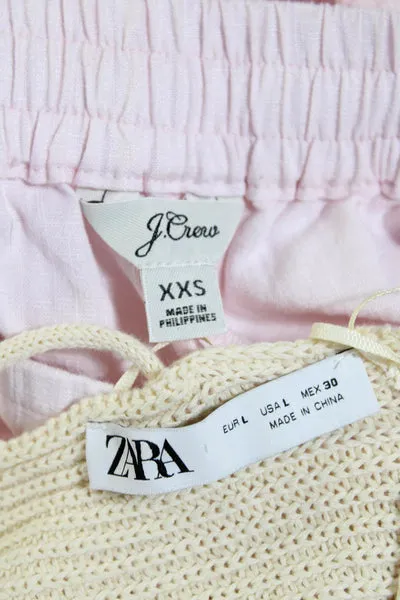 J.Crew
XXS
MADE IN
PHILIPPINES
ZARA
EUR L USA L MEX 30
MADE IN CHINA